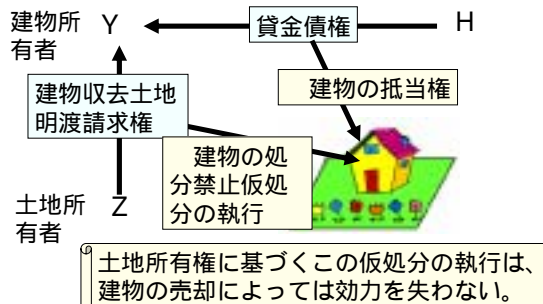 建物所
有者
Y
貸金債権
H
建物の抵当権
建物収去土地
明渡請求権
建物の処
分禁止仮処
分の執行
土地所
有者
Z
土地所有権に基づくこの仮処分の執行は、
建物の売却によっては効力を失わない。